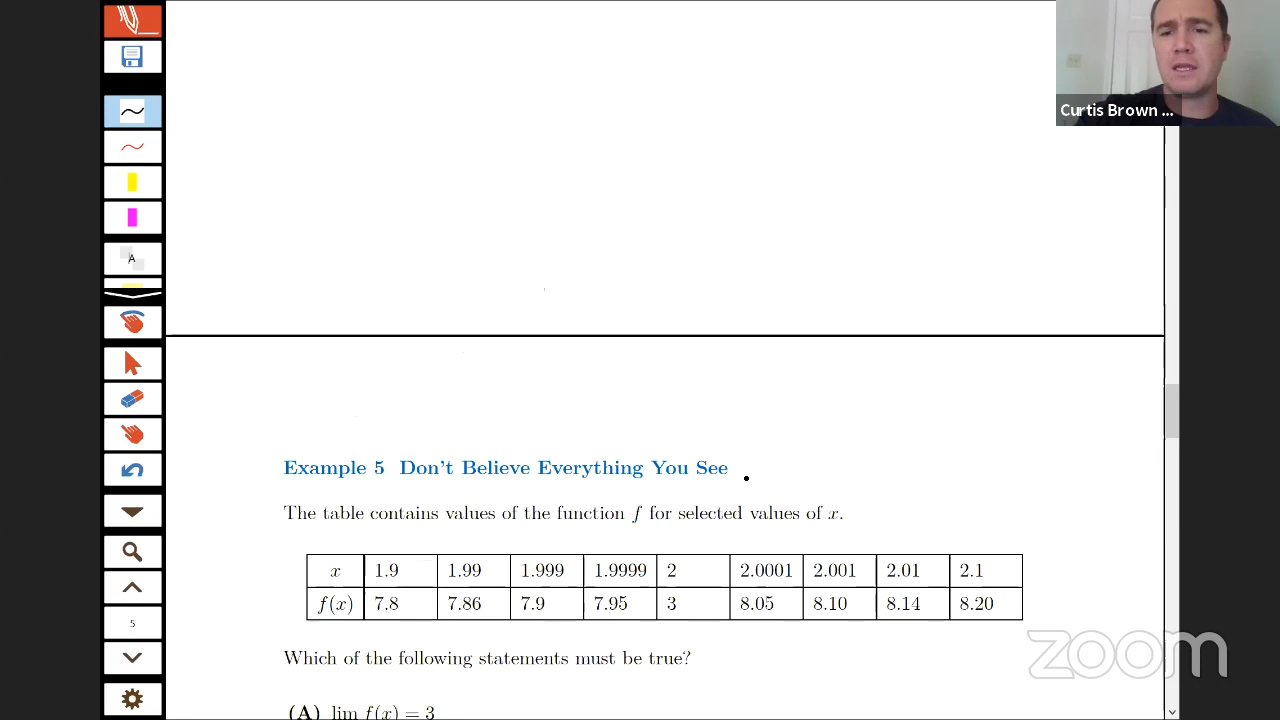 Curtis Brown ...
A
5
Example 5 Don't Believe Everything You See
The table contains values of the function f for selected values of x.
x 1.9 1.99 1.999 1.9999 2 2.0001 2.001 2.01 2.1
f(x) 7.8 7.86 7.9 7.95 3 8.05 8.10 8.14 8.20
Which of the following statements must be true?
(A) lim f(x) = 3
zoom